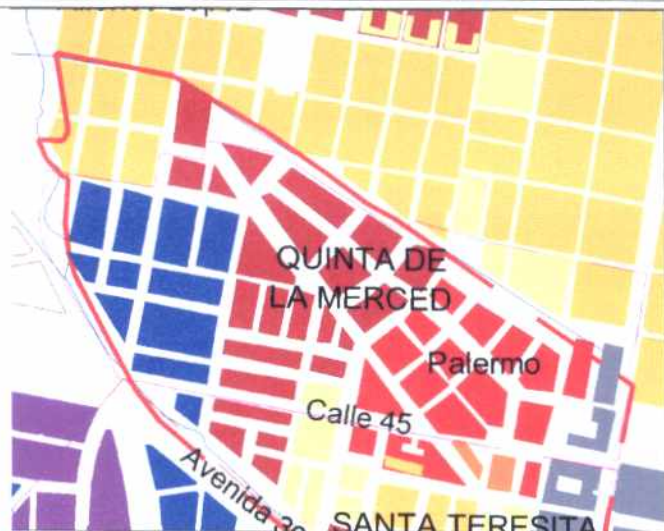 QUINTA DE
LA MERCED
Palermo
Calle 45
Avenida
SANTA TERESITA